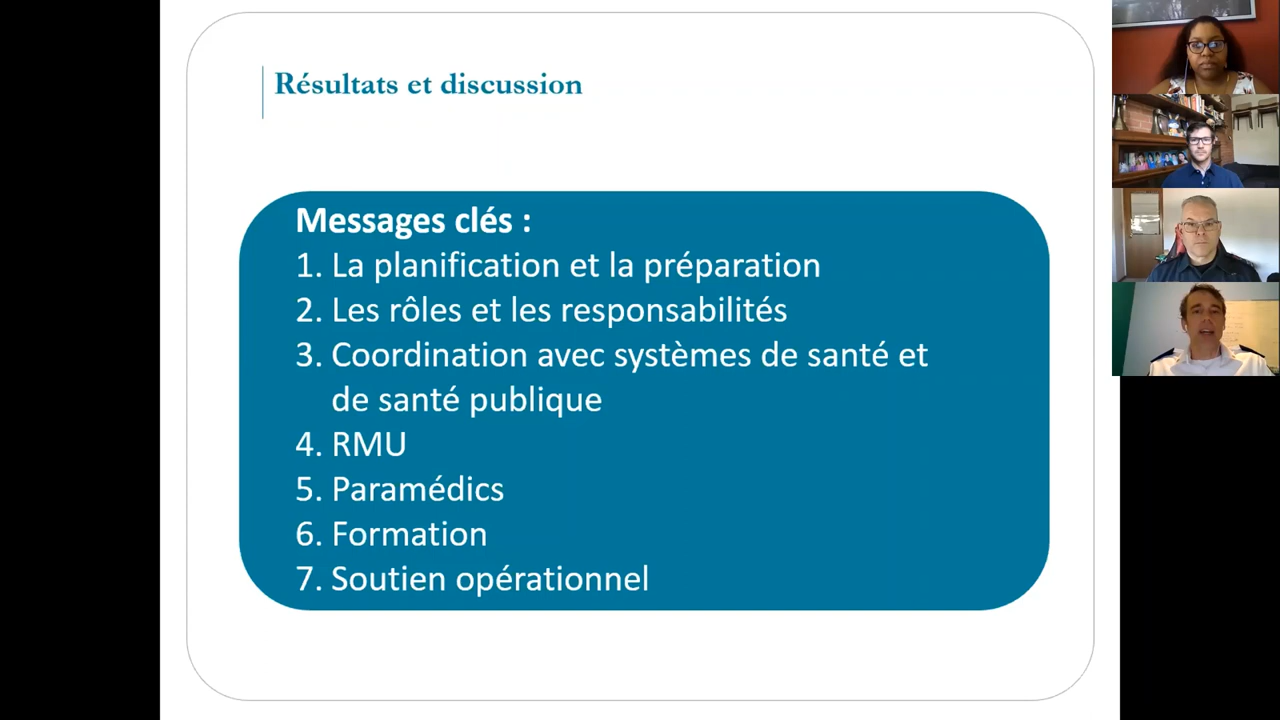 Résultats et discussion
Messages clés :
1. La planification et la préparation
2. Les rôles et les responsabilités
3. Coordination avec systèmes de santé et
de santé publique
4. RMU
5. Paramédics
6. Formation
7. Soutien opérationnel